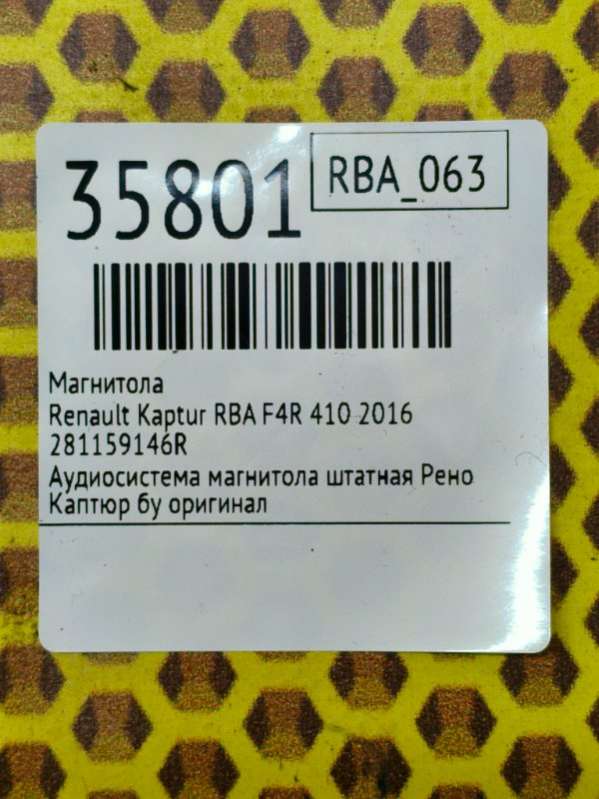 35801
RBA_063
Магнитола
Renault Kaptur RBA F4R 410 2016
281159146R
Аудиосистема магнитола штатная Рено
Каптюр бу оригинал